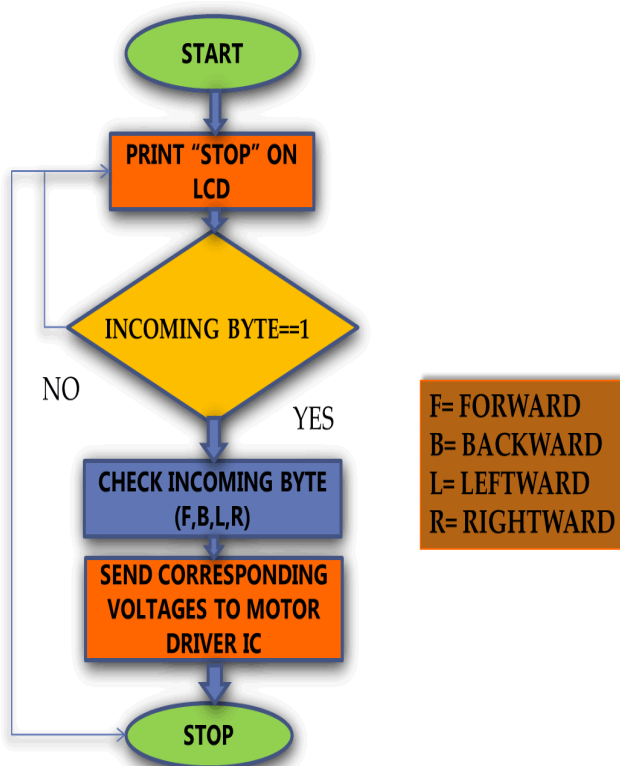 START
PRINT “STOP” ON
LCD
INCOMING BYTE==1
NO
YES
CHECK INCOMING BYTE
(F,B,L,R)
SEND CORRESPONDING
VOLTAGES TO MOTOR
DRIVER IC
STOP
F= FORWARD
B= BACKWARD
L= LEFTWARD
R= RIGHTWARD